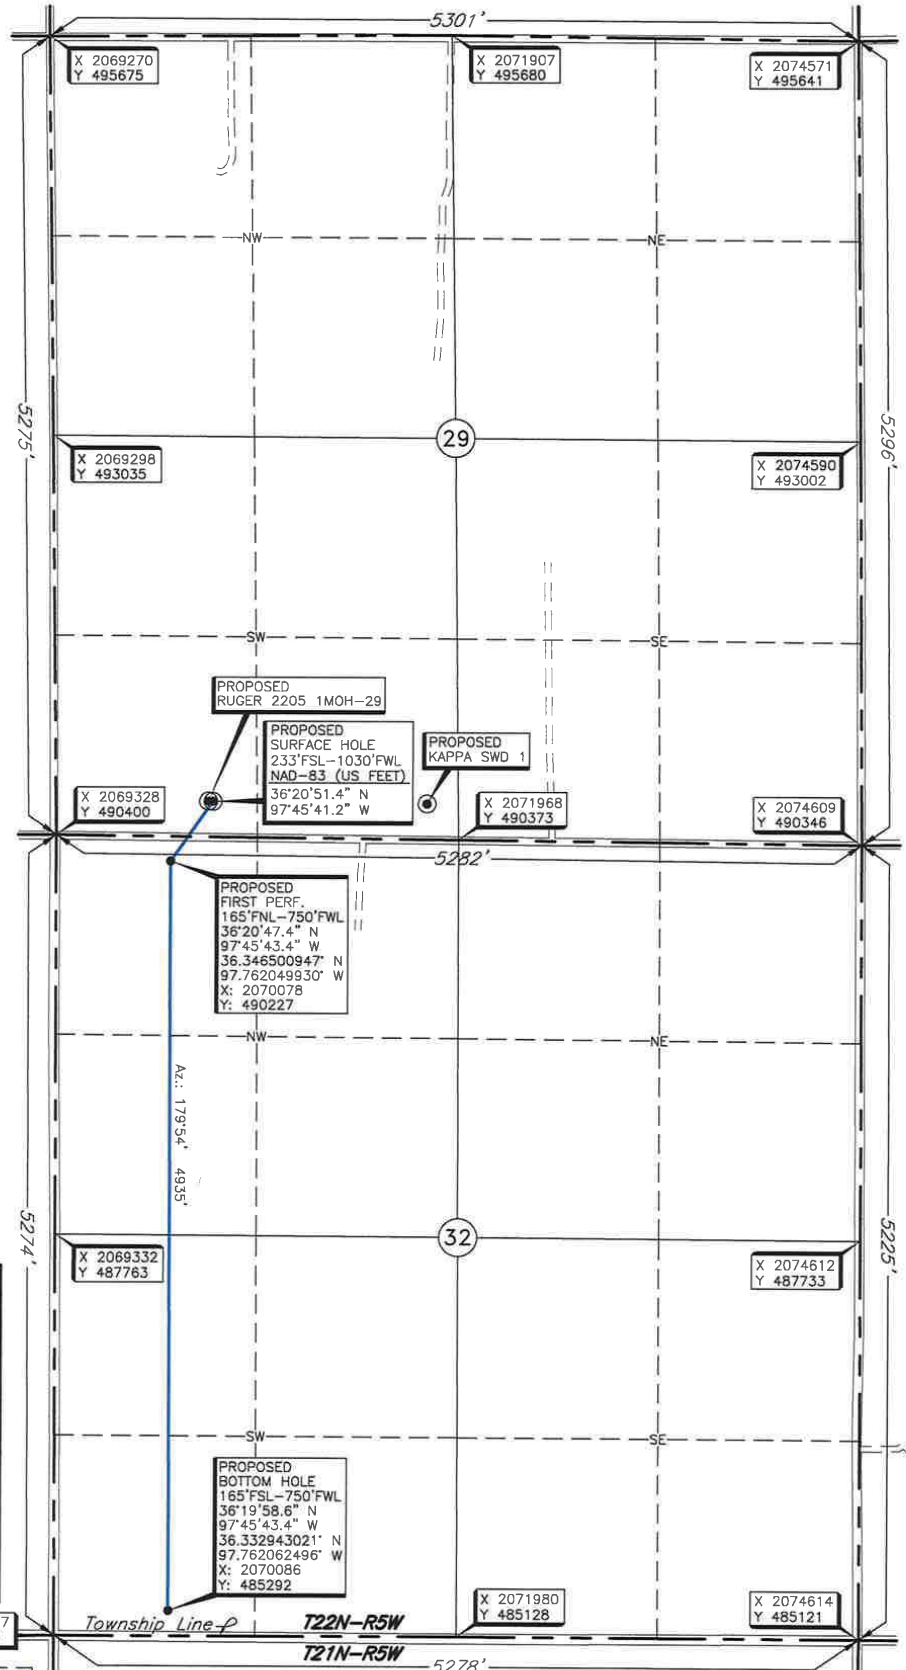 5301'
X 2069270
Y 495675
X 2071907
Y 495680
X 2074571
Y 495641
NW
NE
5275'
29
5296'
X 2069298
Y 493035
X 2074590
Y 493002
SW
SE
PROPOSED
RUGER 2205 1MOH-29
PROPOSED
SURFACE HOLE
233'FSL-1030'FWL
NAD-83 (US FEET)
36°20'51.4" N
97°45'41.2" W
PROPOSED
KAPPA SWD 1
X 2069328
Y 490400
X 2071968
Y 490373
X 2074609
Y 490346
5282'
PROPOSED
FIRST PERF.
165'FNL-750'FWL
36°20'47.4" N
97°45'43.4" W
36.346500947° N
97.762049930° W
X: 2070078
Y: 490227
NW
NE
Az.: 179°54' 4935'
5274'
32
5225'
X 2069332
Y 487763
X 2074612
Y 487733
SW
SE
PROPOSED
BOTTOM HOLE
165'FSL-750'FWL
36°19'58.6" N
97°45'43.4" W
36.332943021° N
97.762062496° W
X: 2070086
Y: 485292
X 2071980
Y 485128
X 2074614
Y 485121
7
Township Line
T22N-R5W
T21N-R5W
5278'